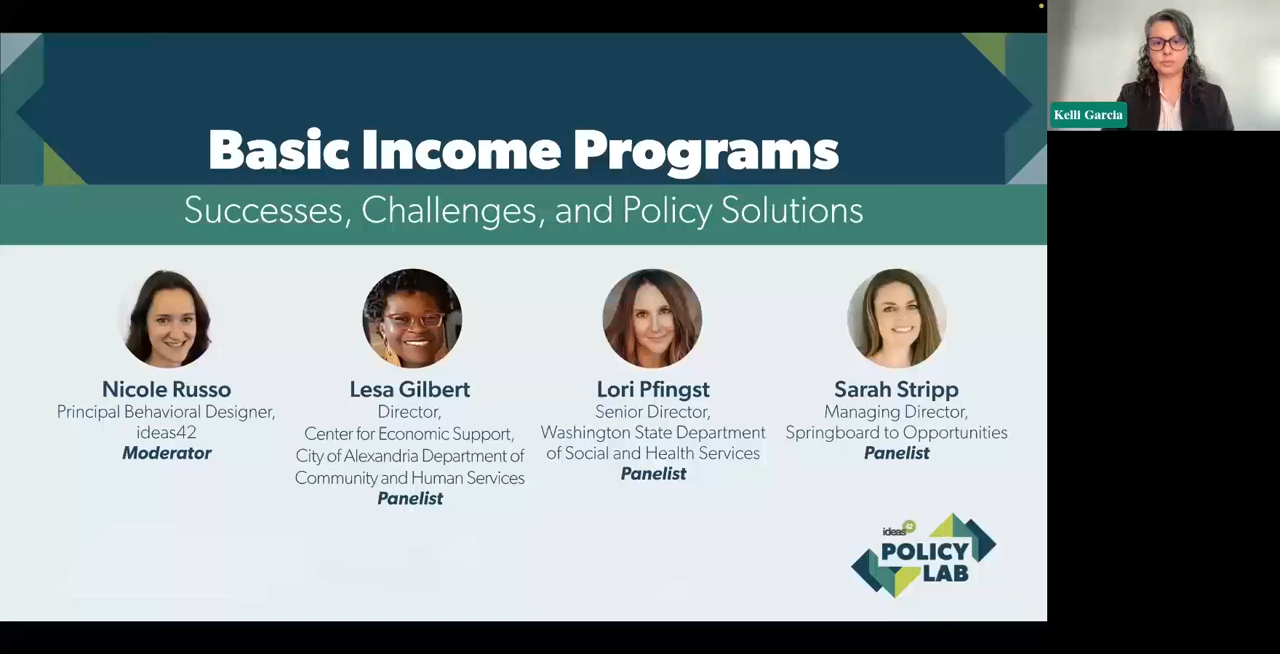 Kelli Garcia
Basic Income Programs
Successes, Challenges, and Policy Solutions
Nicole Russo
Principal Behavioral Designer,
ideas42
Moderator
Lesa Gilbert
Director,
Center for Economic Support,
City of Alexandria Department of
Community and Human Services
Panelist
Lori Pfingst
Senior Director,
Washington State Department
of Social and Health Services
Panelist
Sarah Stripp
Managing Director,
Springboard to Opportunities
Panelist
ideas42
POLICY
LAB